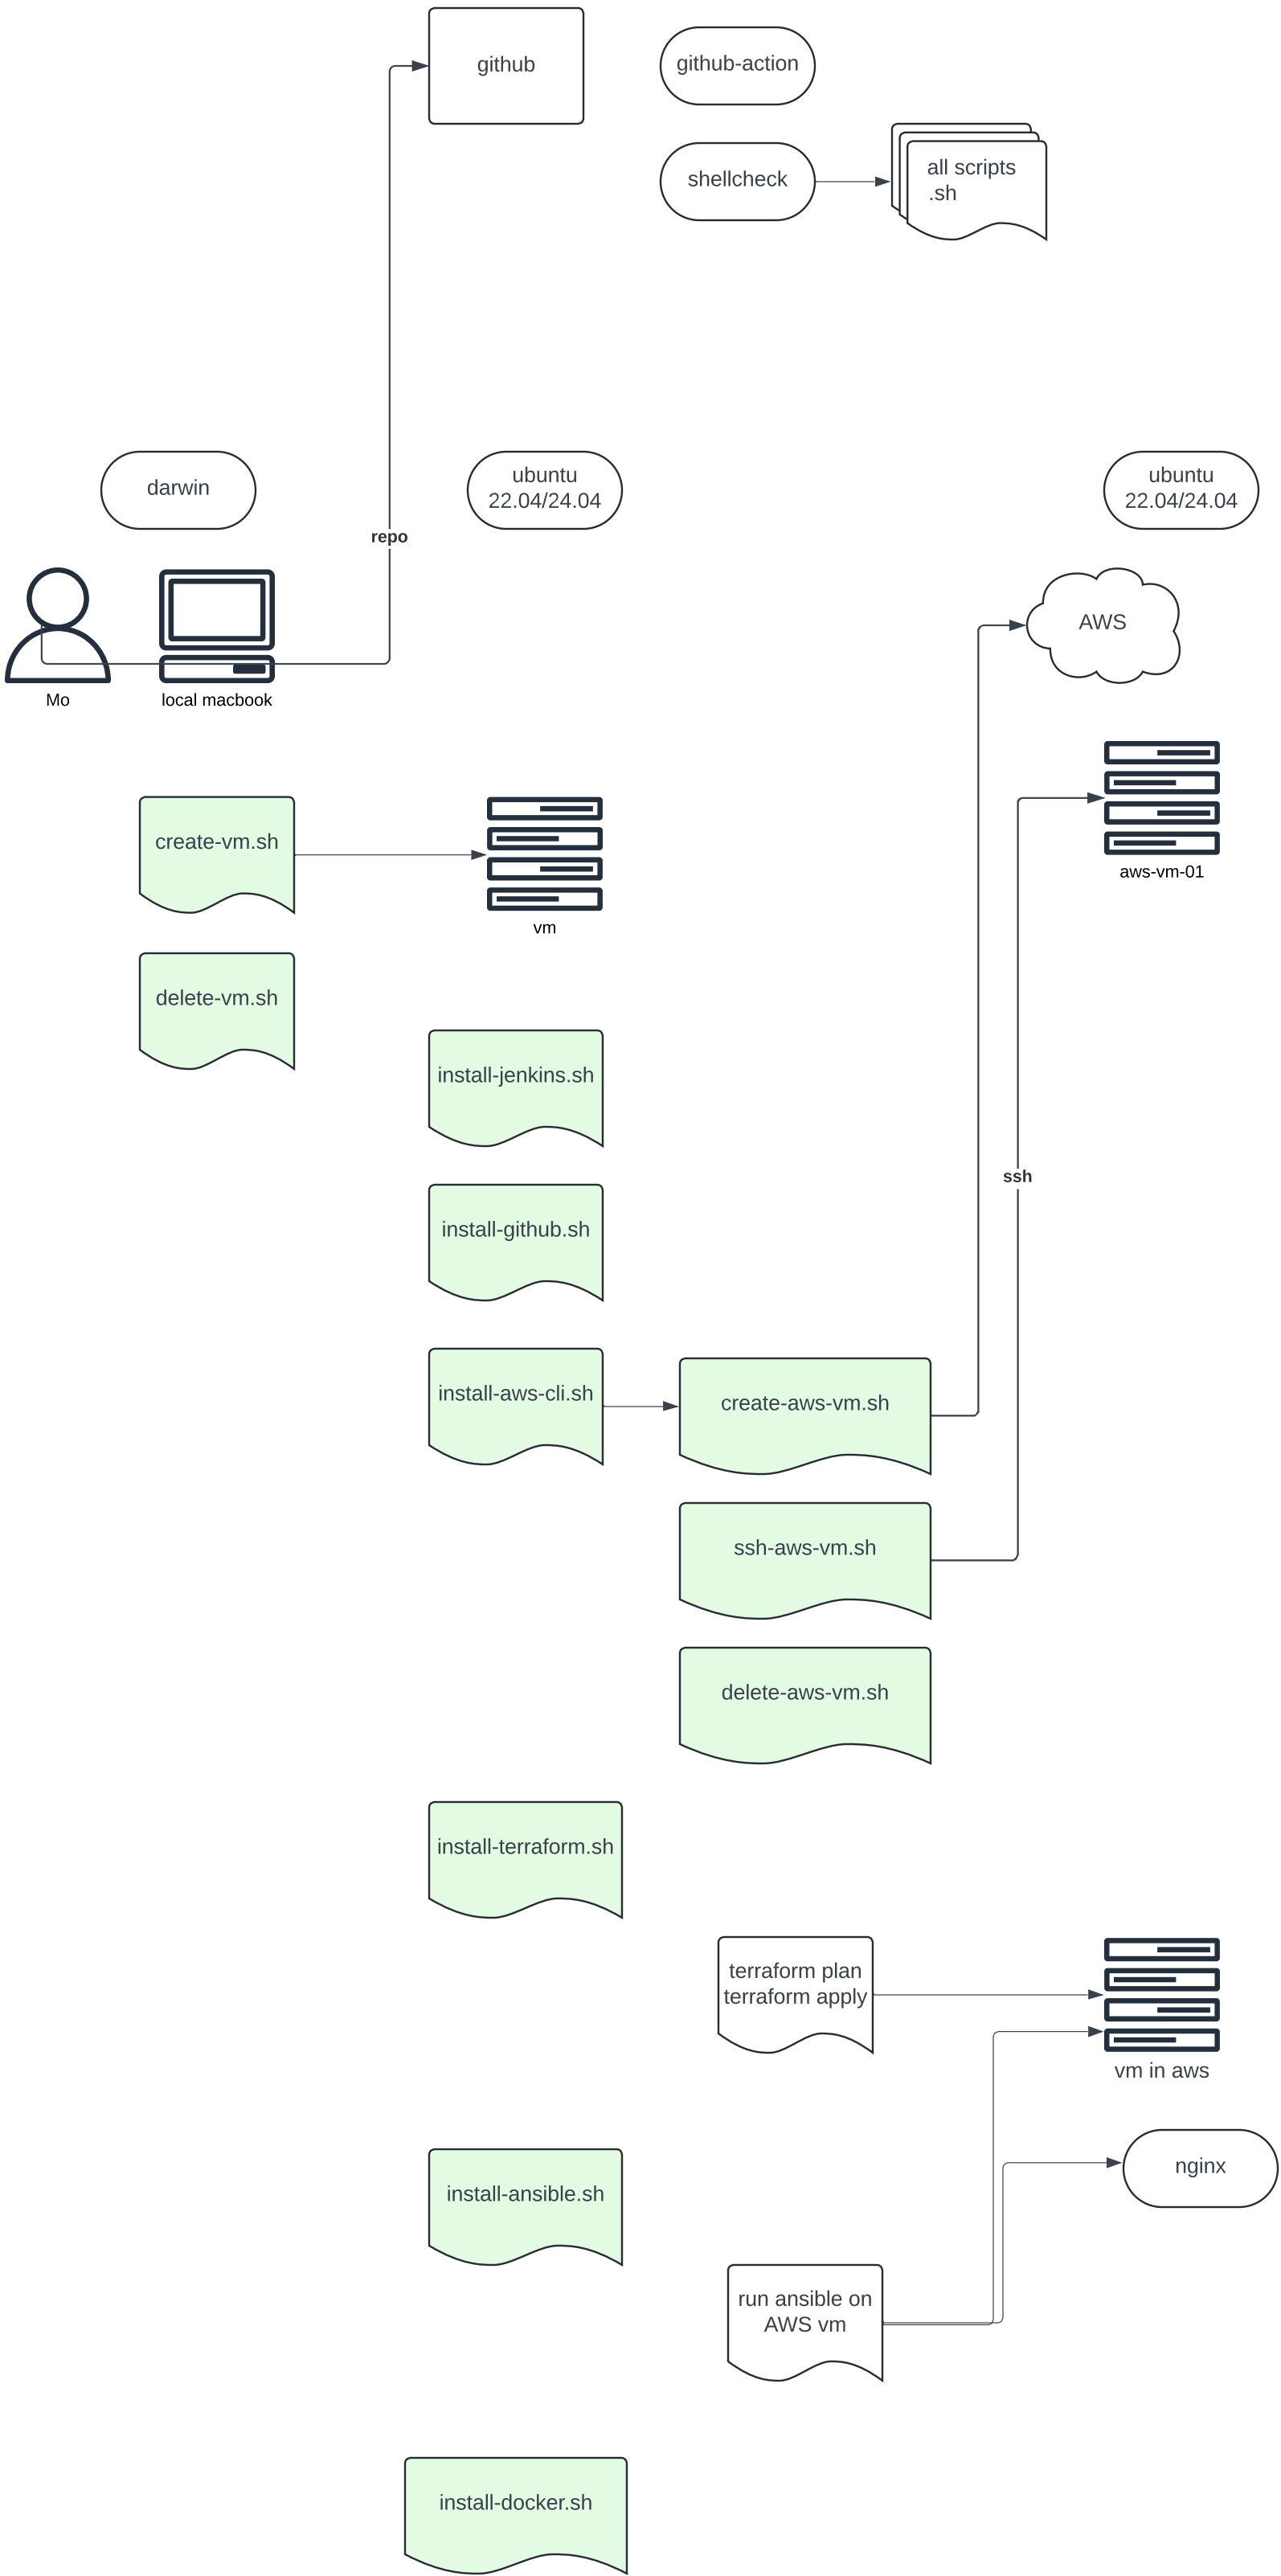 github
github-action
shellcheck
all scripts
.sh
darwin
ubuntu
22.04/24.04
ubuntu
22.04/24.04
repo
Mo
local macbook
AWS
create-vm.sh
vm
aws-vm-01
delete-vm.sh
install-jenkins.sh
ssh
install-github.sh
install-aws-cli.sh
create-aws-vm.sh
ssh-aws-vm.sh
delete-aws-vm.sh
install-terraform.sh
terraform plan
terraform apply
vm in aws
install-ansible.sh
nginx
run ansible on
AWS vm
install-docker.sh